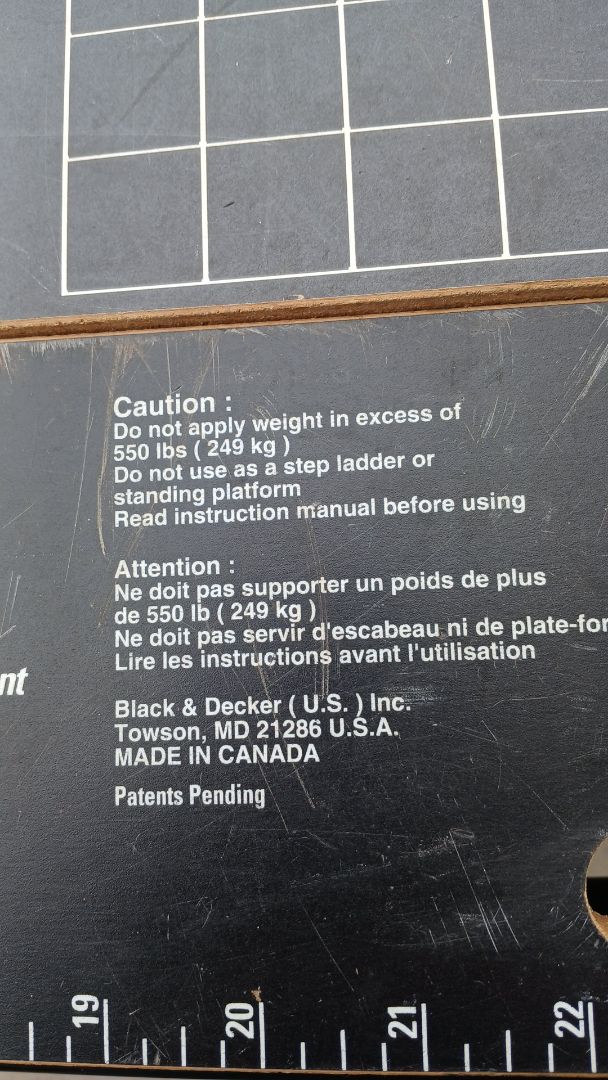 Caution :
Do not apply weight in excess of
550 lbs ( 249 kg )
Do not use as a step ladder or
standing platform
Read instruction manual before using
Attention :
Ne doit pas supporter un poids de plus
de 550 lb ( 249 kg )
Ne doit pas servir d'escabeau ni de plate-for
Lire les instructions avant l'utilisation
nt
Black & Decker ( U.S. ) Inc.
Towson, MD 21286 U.S.A.
MADE IN CANADA
Patents Pending
19 20 21 22